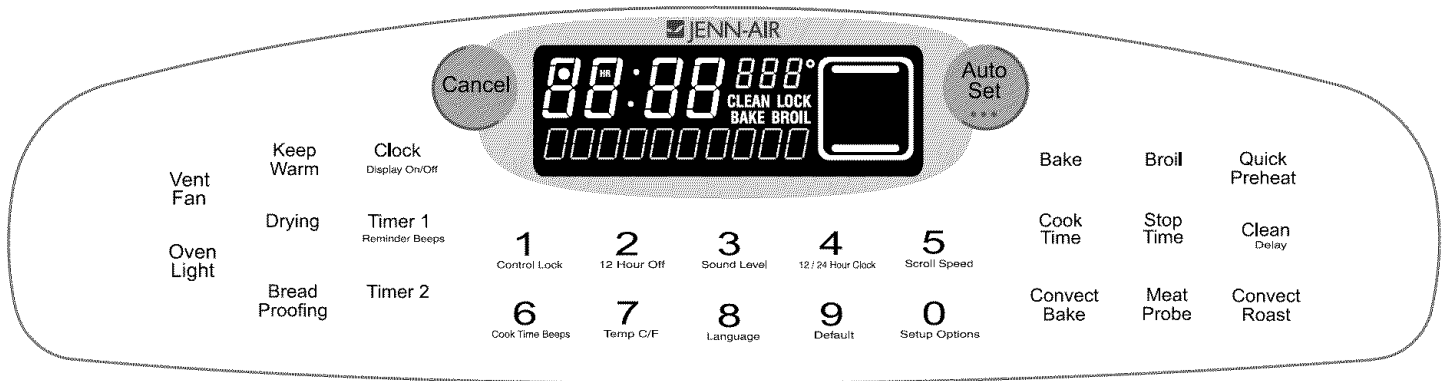 JENN-AIR
Cancel
88:88
HR
888°
CLEAN LOCK
BAKE BROIL
Auto
Set
Vent
Fan
Oven
Light
Keep
Warm
Drying
Bread
Proofing
Clock
Display On/Off
Timer 1
Reminder Beeps
Timer 2
1
Control Lock
2
12 Hour Off
3
Sound Level
4
12 / 24 Hour Clock
5
Scroll Speed
6
Cook Time Beeps
7
Temp C/F
8
Language
9
Default
0
Setup Options
Bake
Broil
Quick
Preheat
Cook
Time
Stop
Time
Clean
Delay
Convect
Bake
Meat
Probe
Convect
Roast